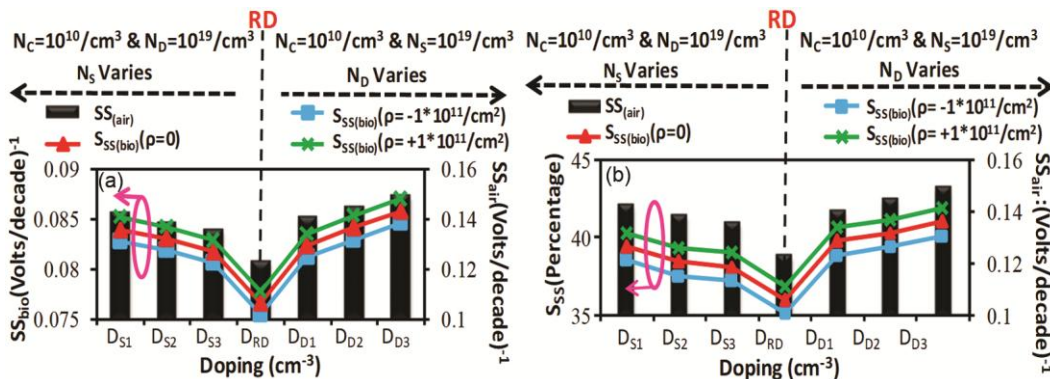 RD
N_C=10^10/cm^3 & N_D=10^19/cm^3
N_C=10^10/cm^3 & N_S=10^19/cm^3
N_S Varies
N_D Varies
SS_(air)
S_SS(bio)(ρ=0)
S_SS(bio)(ρ= -1*10^11/cm^2)
S_SS(bio)(ρ= +1*10^11/cm^2)
(a)
SS_bio(Volts/decade)^-1
0.09
0.085
0.08
0.075
SS_air(Volts/decade)^-1
0.16
0.14
0.12
0.1
D_S1 D_S2 D_S3 D_RD D_D1 D_D2 D_D3
Doping (cm^-3)
RD
N_C=10^10/cm^3 & N_D=10^19/cm^3
N_C=10^10/cm^3 & N_S=10^19/cm^3
N_S Varies
N_D Varies
SS_(air)
S_SS(bio)(ρ=0)
S_SS(bio)(ρ= -1*10^11/cm^2)
S_SS(bio)(ρ= +1*10^11/cm^2)
(b)
S_SS(Percentage)
45
40
35
SS_air:(Volts/decade)^-1
0.16
0.14
0.12
0.1
D_S1 D_S2 D_S3 D_RD D_D1 D_D2 D_D3
Doping (cm^-3)